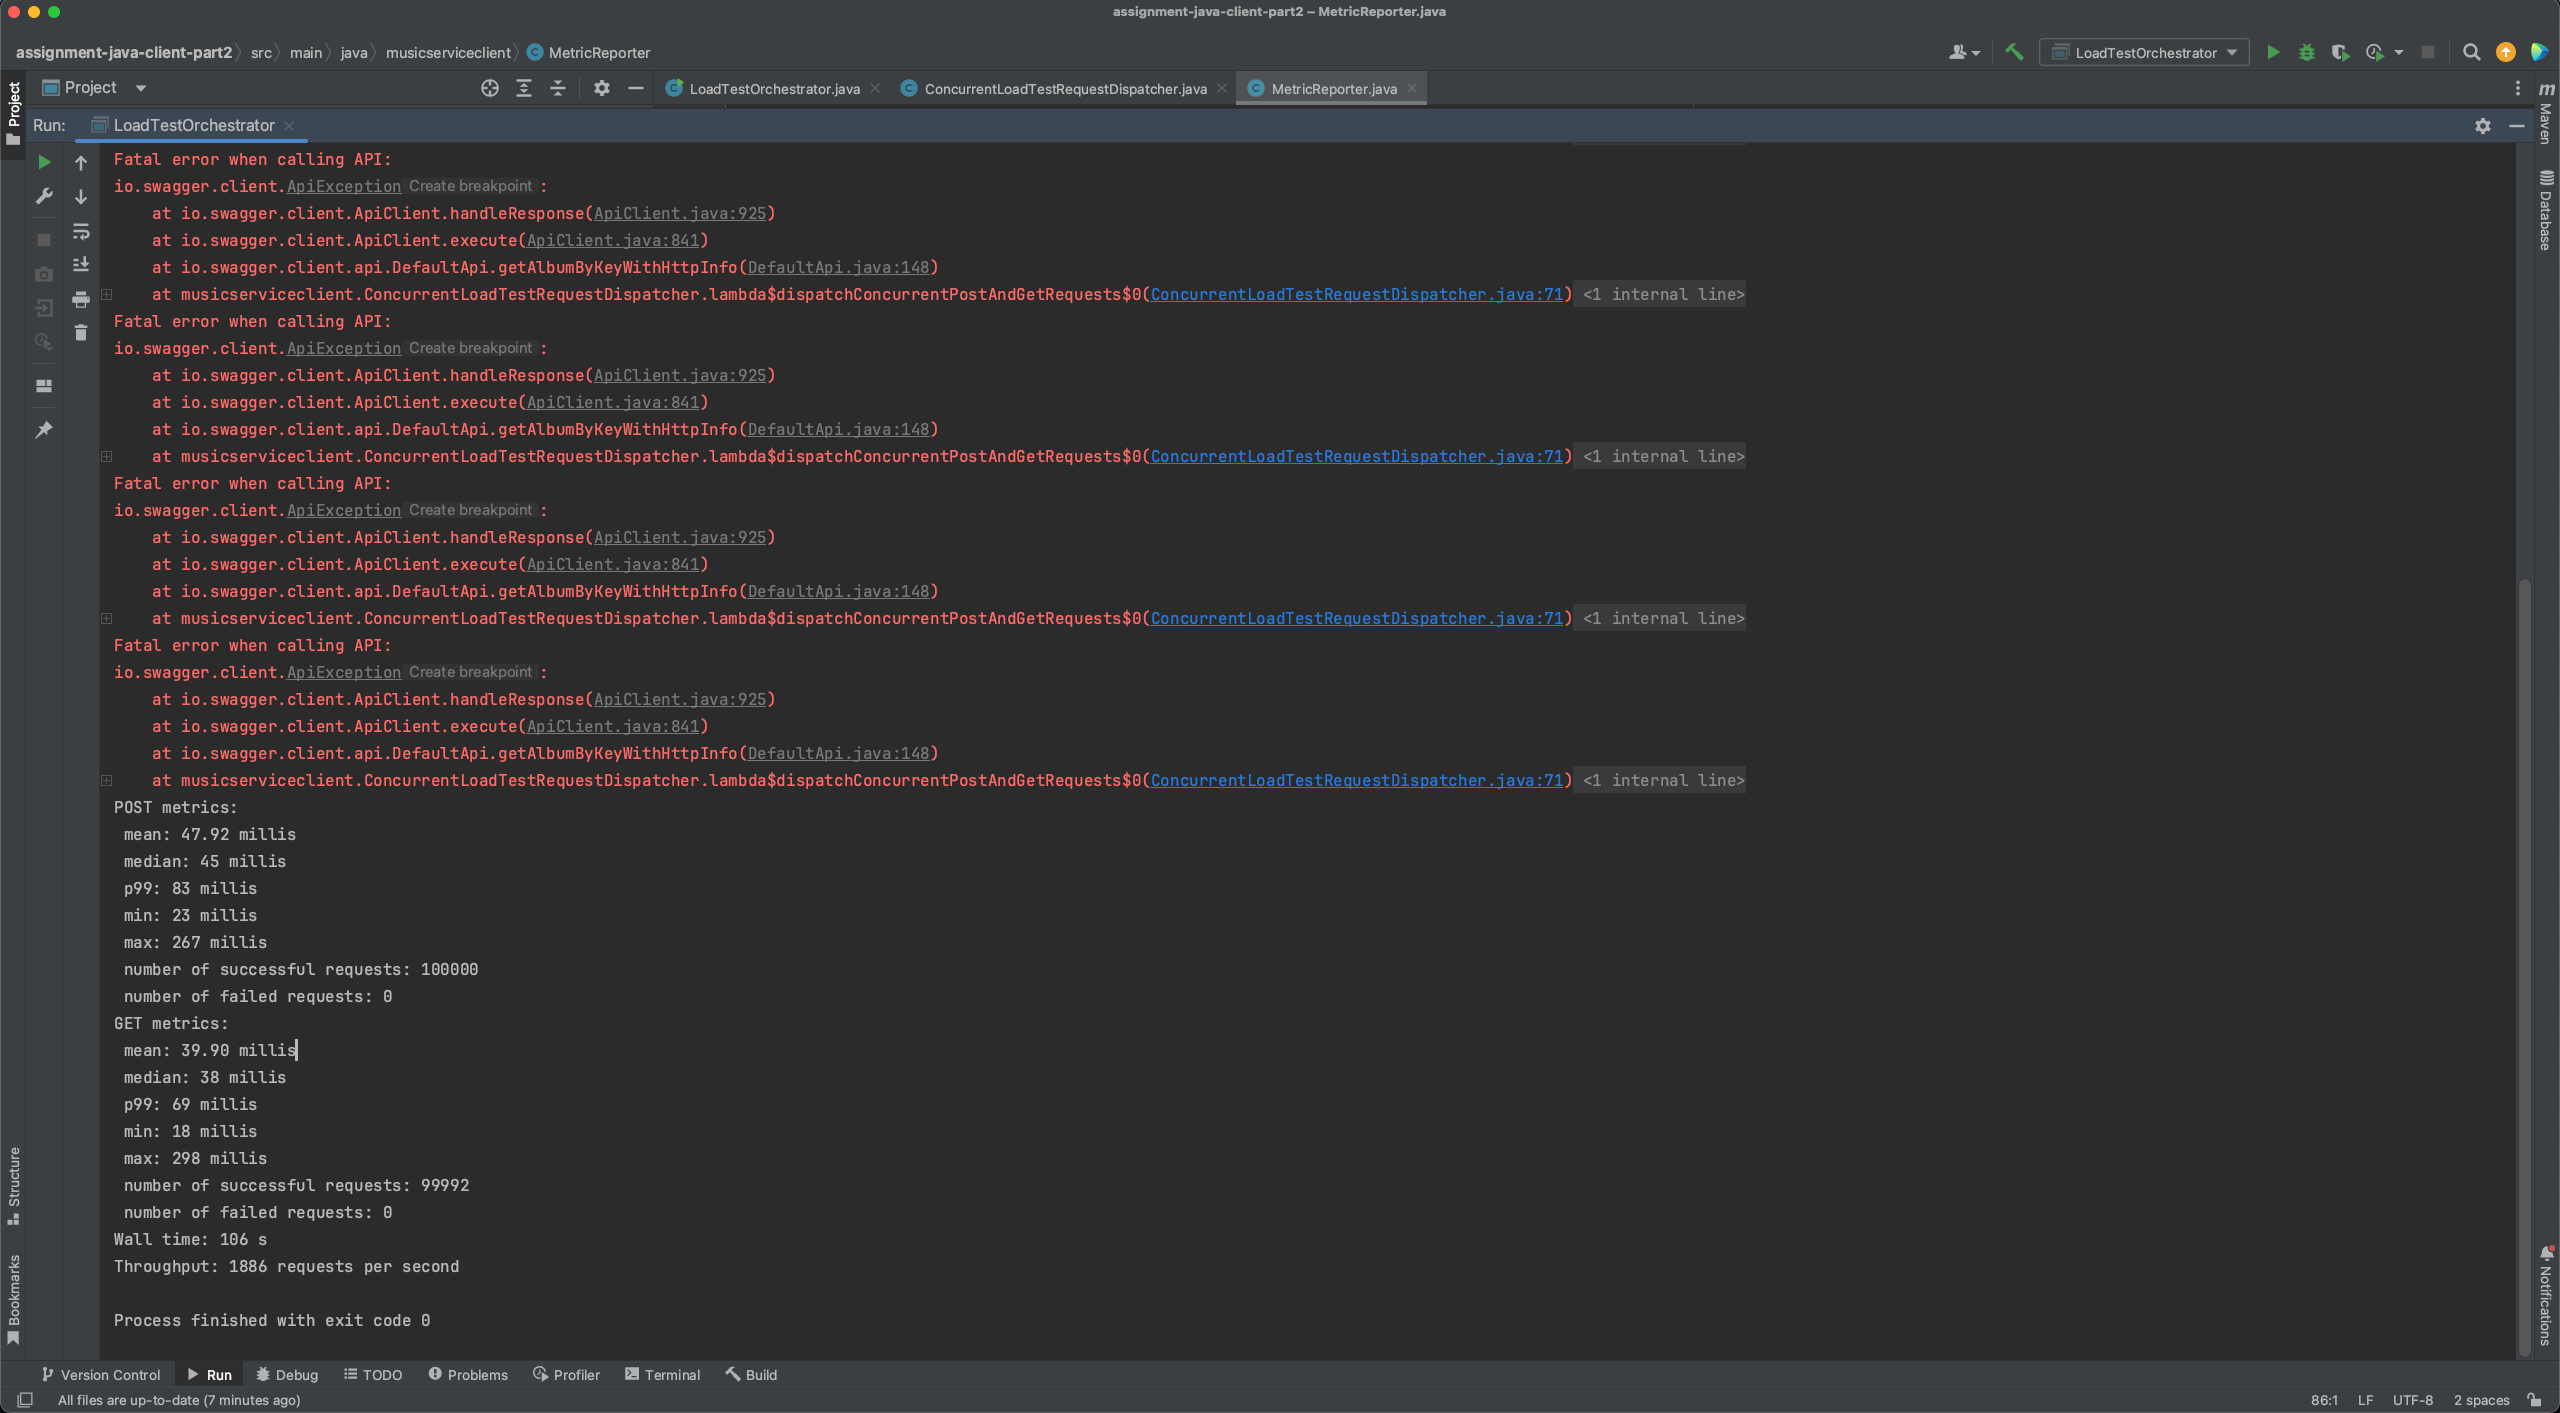 assignment-java-client-part2 – MetricReporter.java
assignment-java-client-part2 src main java musicserviceclient MetricReporter LoadTestOrchestrator
Project LoadTestOrchestrator.java ConcurrentLoadTestRequestDispatcher.java MetricReporter.java
Run: LoadTestOrchestrator
Fatal error when calling API:
io.swagger.client.ApiException Create breakpoint :
at io.swagger.client.ApiClient.handleResponse(ApiClient.java:925)
at io.swagger.client.ApiClient.execute(ApiClient.java:841)
at io.swagger.client.api.DefaultApi.getAlbumByKeyWithHttpInfo(DefaultApi.java:148)
at musicserviceclient.ConcurrentLoadTestRequestDispatcher.lambda$dispatchConcurrentPostAndGetRequests$0(ConcurrentLoadTestRequestDispatcher.java:71) <1 internal line>
Fatal error when calling API:
io.swagger.client.ApiException Create breakpoint :
at io.swagger.client.ApiClient.handleResponse(ApiClient.java:925)
at io.swagger.client.ApiClient.execute(ApiClient.java:841)
at io.swagger.client.api.DefaultApi.getAlbumByKeyWithHttpInfo(DefaultApi.java:148)
at musicserviceclient.ConcurrentLoadTestRequestDispatcher.lambda$dispatchConcurrentPostAndGetRequests$0(ConcurrentLoadTestRequestDispatcher.java:71) <1 internal line>
Fatal error when calling API:
io.swagger.client.ApiException Create breakpoint :
at io.swagger.client.ApiClient.handleResponse(ApiClient.java:925)
at io.swagger.client.ApiClient.execute(ApiClient.java:841)
at io.swagger.client.api.DefaultApi.getAlbumByKeyWithHttpInfo(DefaultApi.java:148)
at musicserviceclient.ConcurrentLoadTestRequestDispatcher.lambda$dispatchConcurrentPostAndGetRequests$0(ConcurrentLoadTestRequestDispatcher.java:71) <1 internal line>
Fatal error when calling API:
io.swagger.client.ApiException Create breakpoint :
at io.swagger.client.ApiClient.handleResponse(ApiClient.java:925)
at io.swagger.client.ApiClient.execute(ApiClient.java:841)
at io.swagger.client.api.DefaultApi.getAlbumByKeyWithHttpInfo(DefaultApi.java:148)
at musicserviceclient.ConcurrentLoadTestRequestDispatcher.lambda$dispatchConcurrentPostAndGetRequests$0(ConcurrentLoadTestRequestDispatcher.java:71) <1 internal line>
POST metrics:
mean: 47.92 millis
median: 45 millis
p99: 83 millis
min: 23 millis
max: 267 millis
number of successful requests: 100000
number of failed requests: 0
GET metrics:
mean: 39.90 millis
median: 38 millis
p99: 69 millis
min: 18 millis
max: 298 millis
number of successful requests: 99992
number of failed requests: 0
Wall time: 106 s
Throughput: 1886 requests per second
Process finished with exit code 0
Project
Structure
Bookmarks
m
Maven
Database
Notifications
Version Control Run Debug TODO Problems Profiler Terminal Build
All files are up-to-date (7 minutes ago) 86:1 LF UTF-8 2 spaces